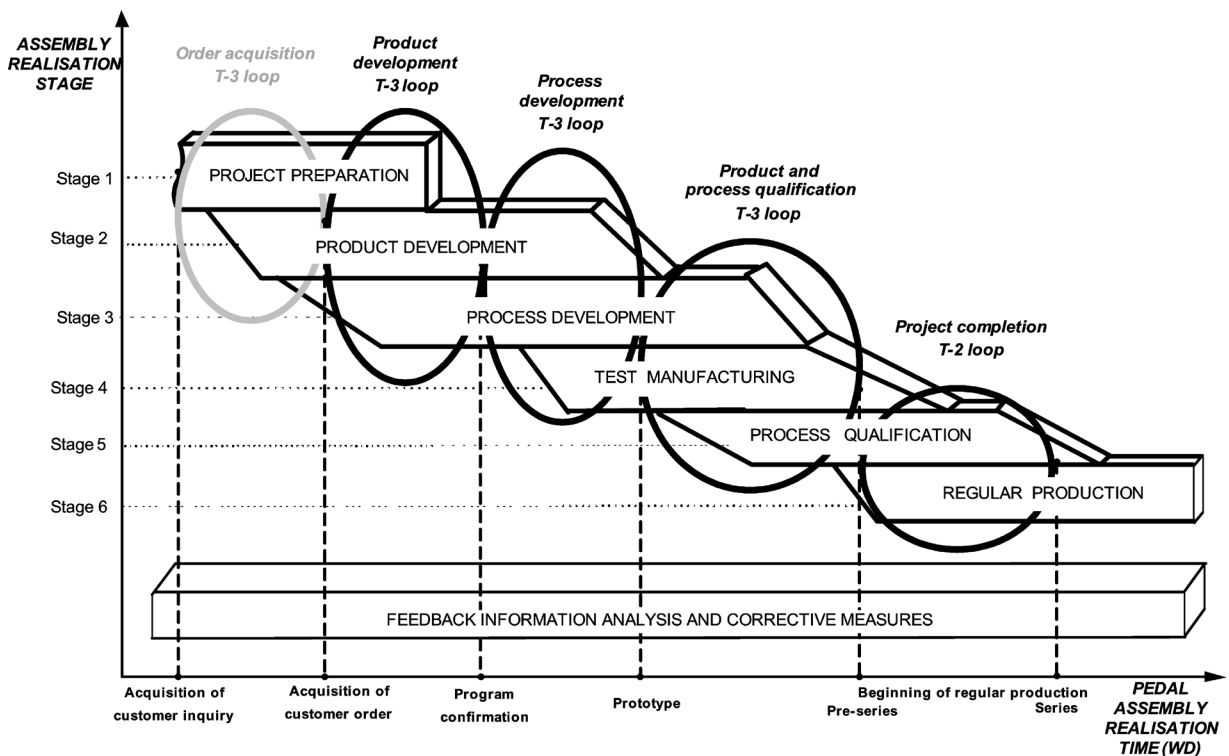 ASSEMBLY
REALISATION
STAGE
Order acquisition
T-3 loop
Product
development
T-3 loop
Process
development
T-3 loop
Product and
process qualification
T-3 loop
Project completion
T-2 loop
Stage 1
PROJECT PREPARATION
Stage 2
PRODUCT DEVELOPMENT
Stage 3
PROCESS DEVELOPMENT
Stage 4
TEST MANUFACTURING
Stage 5
PROCESS QUALIFICATION
Stage 6
REGULAR PRODUCTION
FEEDBACK INFORMATION ANALYSIS AND CORRECTIVE MEASURES
Acquisition of
customer inquiry
Acquisition of
customer order
Program
confirmation
Prototype
Beginning of regular production
Pre-series
Series
PEDAL
ASSEMBLY
REALISATION
TIME (WD)